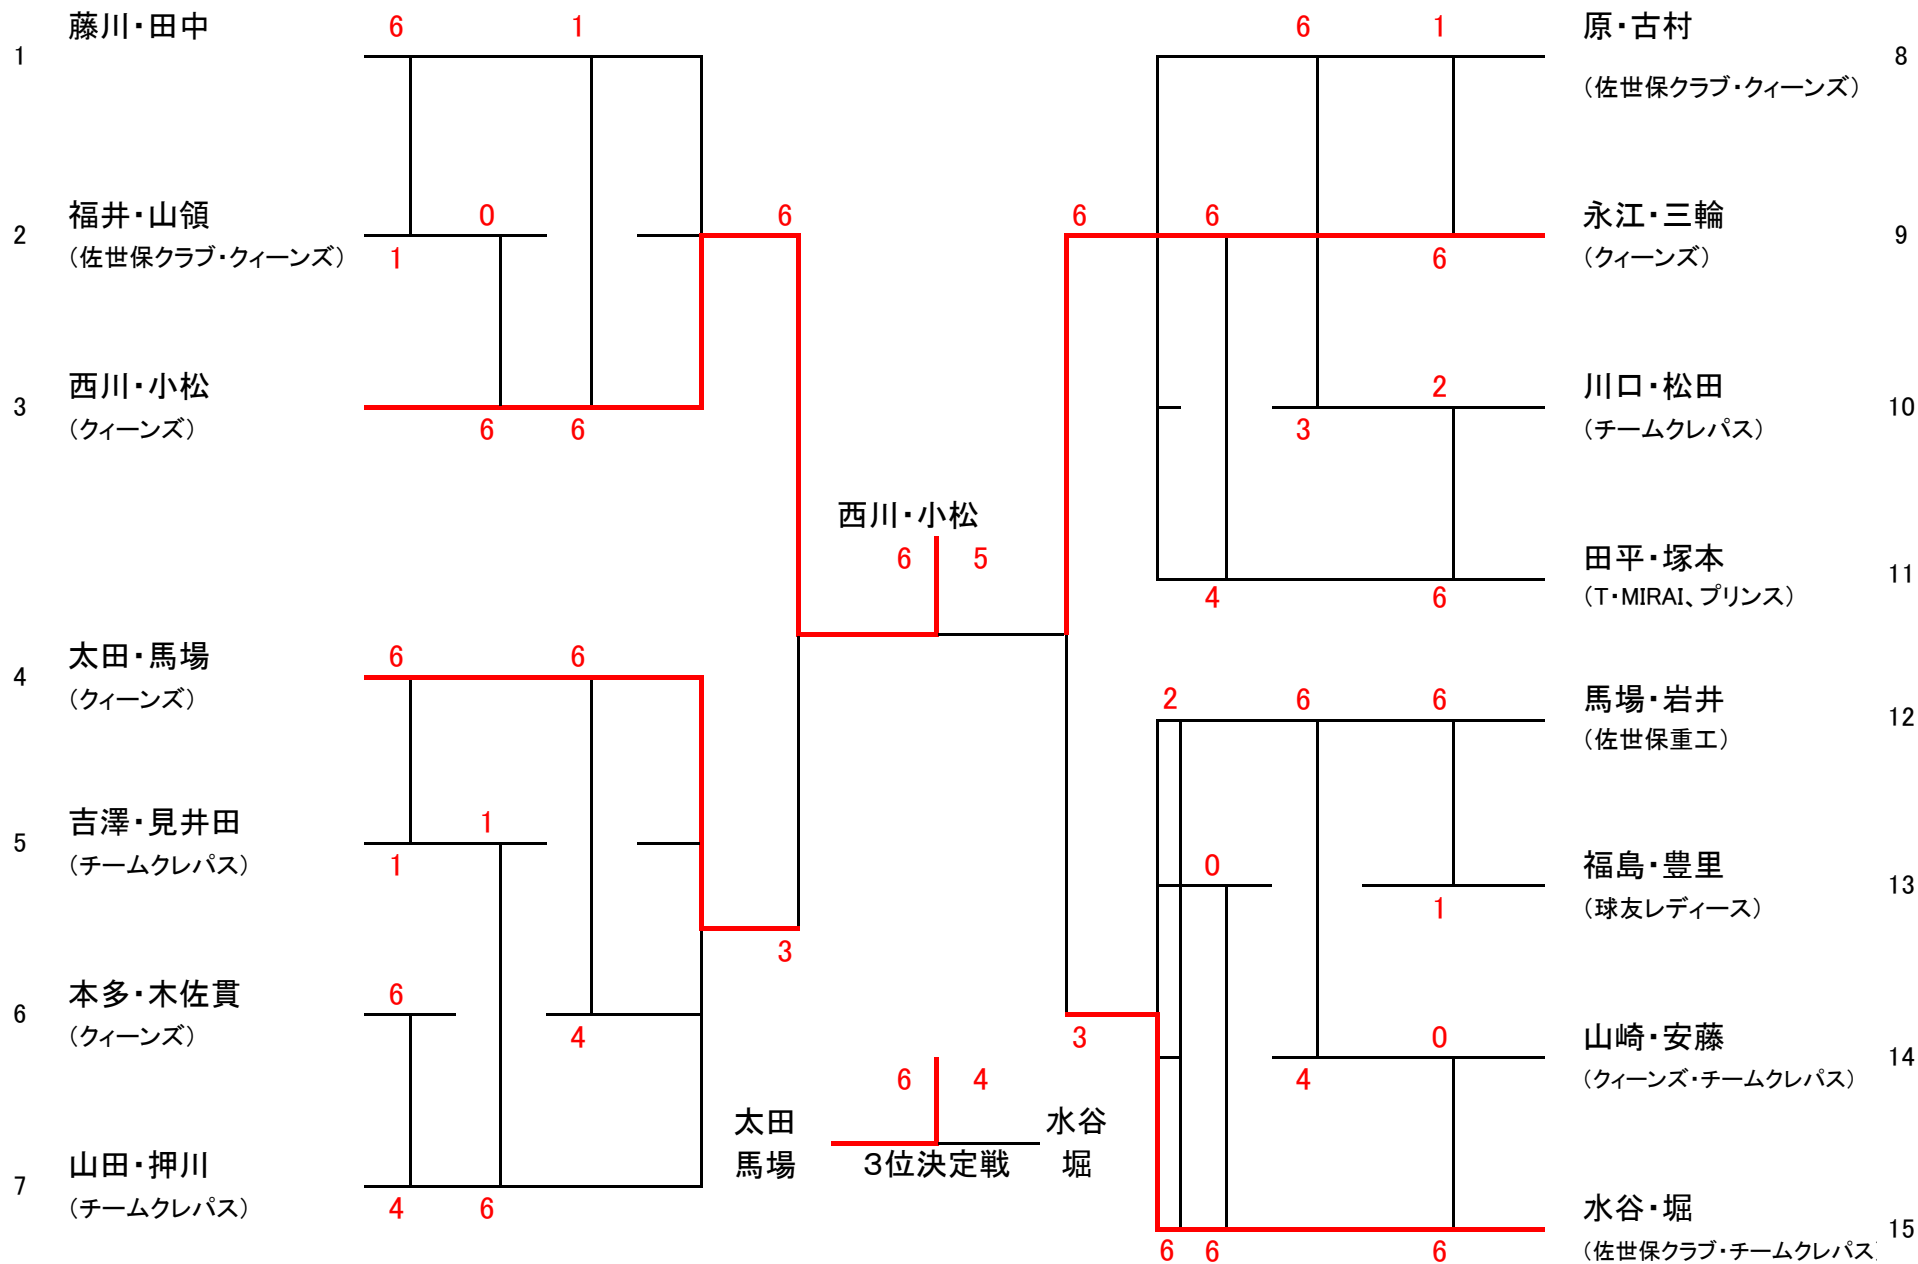 藤川・田中
6
1
1
福井・山領
0
6
2
(佐世保クラブ・クィーンズ)
1
西川・小松
3
(クィーンズ)
6
6
西川・小松
6
5
太田・馬場
6
6
4
(クィーンズ)
吉澤・見井田
1
5
(チームクレパス)
1
3
本多・木佐貫
6
6
(クィーンズ)
4
山田・押川
7
(チームクレパス)
4
6
6
4
太田
馬場
水谷
堀
3位決定戦
6
1
原・古村
8
(佐世保クラブ・クィーンズ)
6
6
永江・三輪
9
6
(クィーンズ)
2
川口・松田
10
3
(チームクレパス)
田平・塚本
11
4
6
(T・MIRAI、プリンス)
2
6
6
馬場・岩井
12
(佐世保重工)
0
福島・豊里
13
1
(球友レディース)
3
0
山崎・安藤
14
4
(クィーンズ・チームクレパス)
水谷・堀
15
6
6
6
(佐世保クラブ・チームクレパス